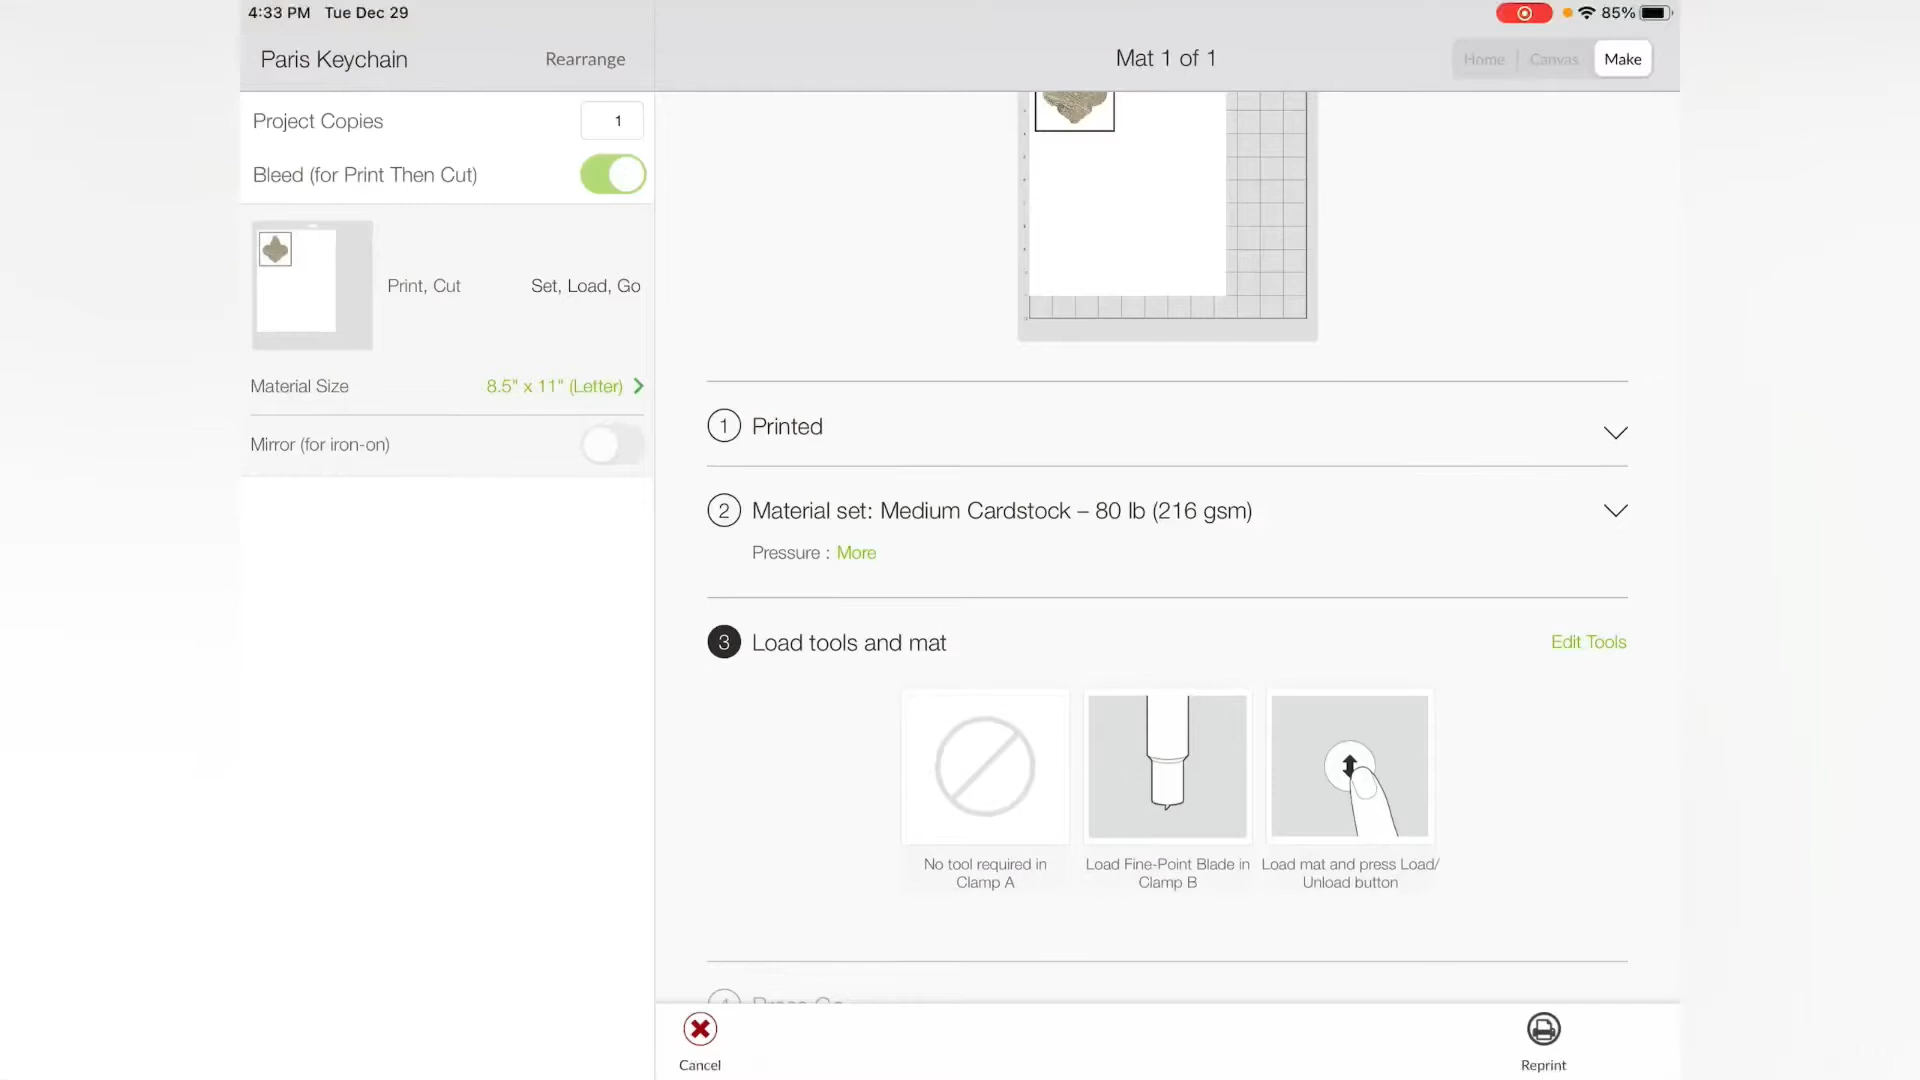 4:33 PM Tue Dec 29
85%
Paris Keychain
Rearrange
Mat 1 of 1
Home
Canvas
Make
Project Copies
1
Bleed (for Print Then Cut)
Print, Cut
Set, Load, Go
Material Size
8.5" x 11" (Letter)
Mirror (for iron-on)
1 Printed
2 Material set: Medium Cardstock – 80 lb (216 gsm)
Pressure : More
3 Load tools and mat
Edit Tools
No tool required in
Clamp A
Load Fine-Point Blade in
Clamp B
Load mat and press Load/
Unload button
4 Press Go
Cancel
Reprint